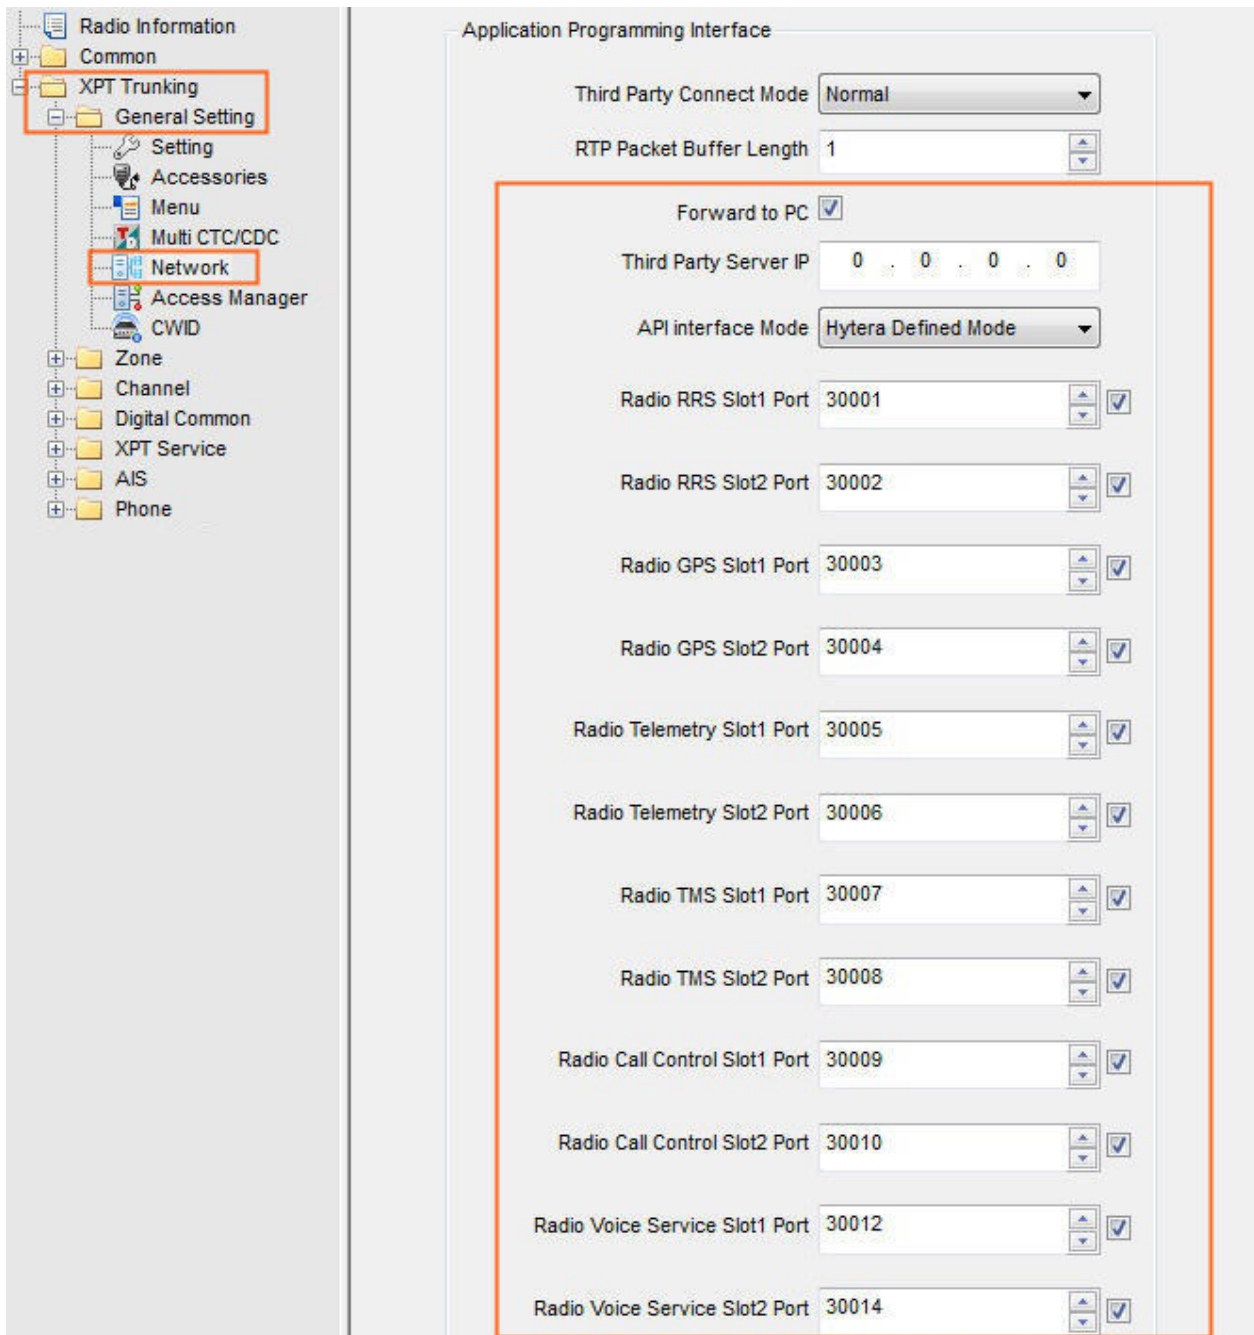 Radio Information
Common
XPT Trunking
General Setting
Setting
Accessories
Menu
Multi CTC/CDC
Network
Access Manager
CWID
Zone
Channel
Digital Common
XPT Service
AIS
Phone
Application Programming Interface
Third Party Connect Mode Normal
RTP Packet Buffer Length 1
Forward to PC
Third Party Server IP 0 . 0 . 0 . 0
API interface Mode Hytera Defined Mode
Radio RRS Slot1 Port 30001
Radio RRS Slot2 Port 30002
Radio GPS Slot1 Port 30003
Radio GPS Slot2 Port 30004
Radio Telemetry Slot1 Port 30005
Radio Telemetry Slot2 Port 30006
Radio TMS Slot1 Port 30007
Radio TMS Slot2 Port 30008
Radio Call Control Slot1 Port 30009
Radio Call Control Slot2 Port 30010
Radio Voice Service Slot1 Port 30012
Radio Voice Service Slot2 Port 30014